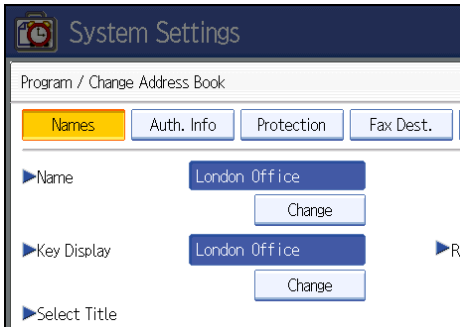 System Settings
Program / Change Address Book
Names Auth. Info Protection Fax Dest.
Name London Office
Change
Key Display London Office
Change
Select Title